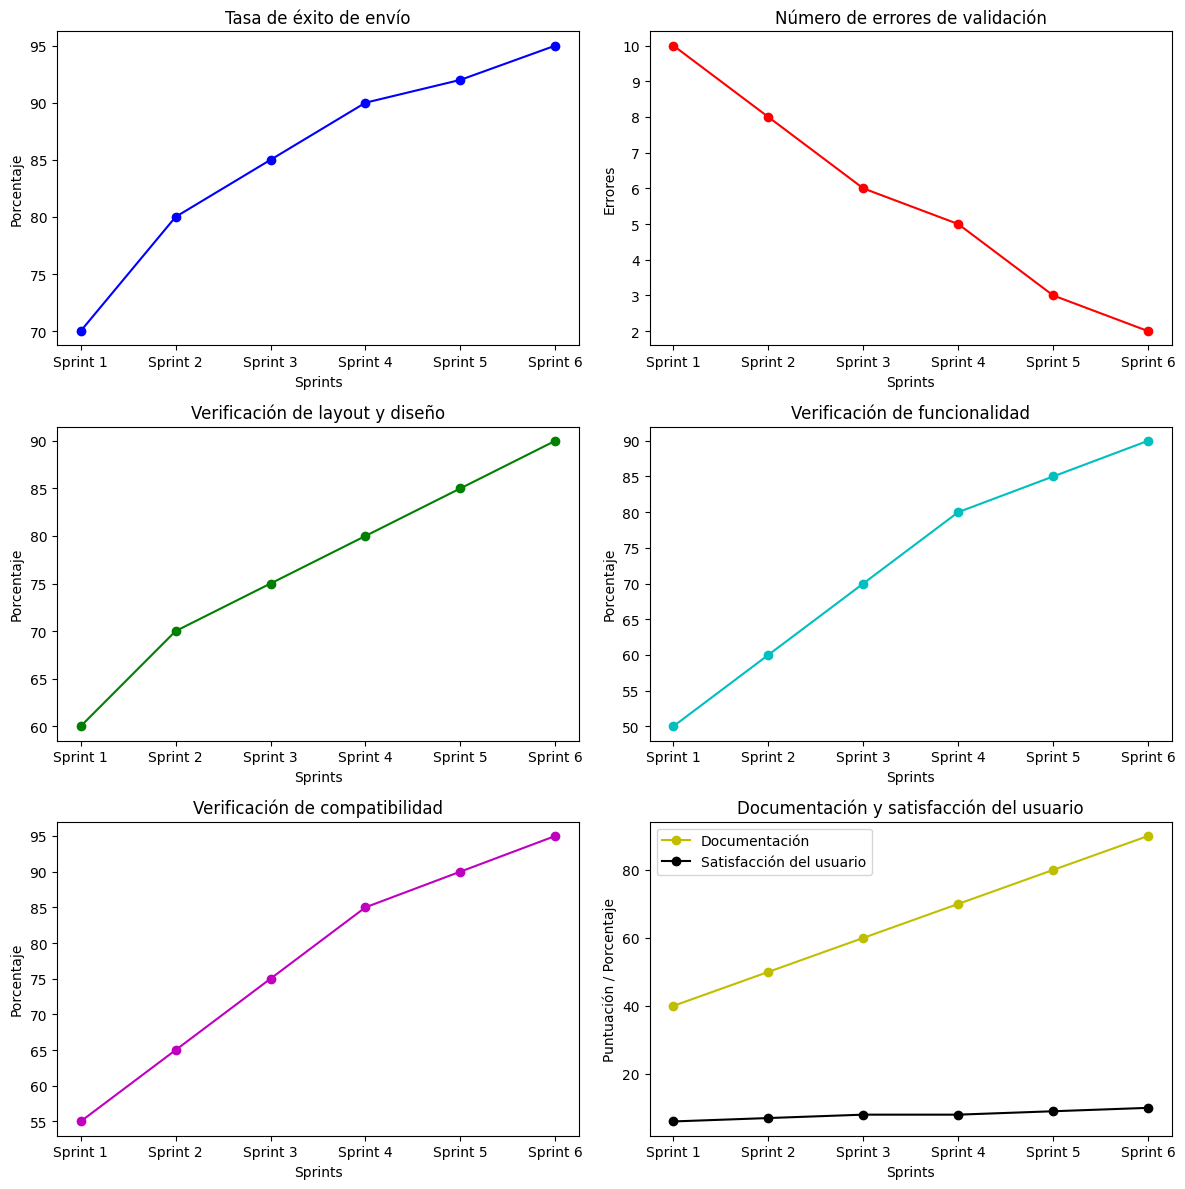 Tasa de éxito de envío
Porcentaje
95
90
85
80
75
70
Sprint 1 Sprint 2 Sprint 3 Sprint 4 Sprint 5 Sprint 6
Sprints
Número de errores de validación
Errores
10
9
8
7
6
5
4
3
2
Sprint 1 Sprint 2 Sprint 3 Sprint 4 Sprint 5 Sprint 6
Sprints
Verificación de layout y diseño
Porcentaje
90
85
80
75
70
65
60
Sprint 1 Sprint 2 Sprint 3 Sprint 4 Sprint 5 Sprint 6
Sprints
Verificación de funcionalidad
Porcentaje
90
85
80
75
70
65
60
55
50
Sprint 1 Sprint 2 Sprint 3 Sprint 4 Sprint 5 Sprint 6
Sprints
Verificación de compatibilidad
Porcentaje
95
90
85
80
75
70
65
60
55
Sprint 1 Sprint 2 Sprint 3 Sprint 4 Sprint 5 Sprint 6
Sprints
Documentación y satisfacción del usuario
Documentación
Satisfacción del usuario
Puntuación / Porcentaje
80
60
40
20
Sprint 1 Sprint 2 Sprint 3 Sprint 4 Sprint 5 Sprint 6
Sprints